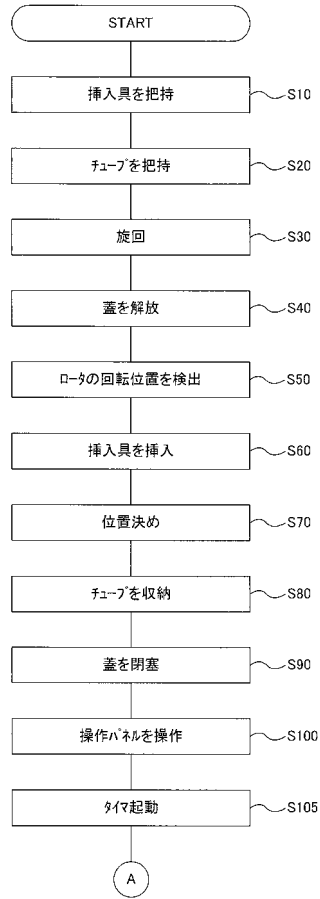 START
挿入具を把持
S10
チューブを把持
S20
旋回
S30
蓋を解放
S40
ロータの回転位置を検出
S50
挿入具を挿入
S60
位置決め
S70
チューブを収納
S80
蓋を閉塞
S90
操作パネルを操作
S100
タイマ起動
S105
A